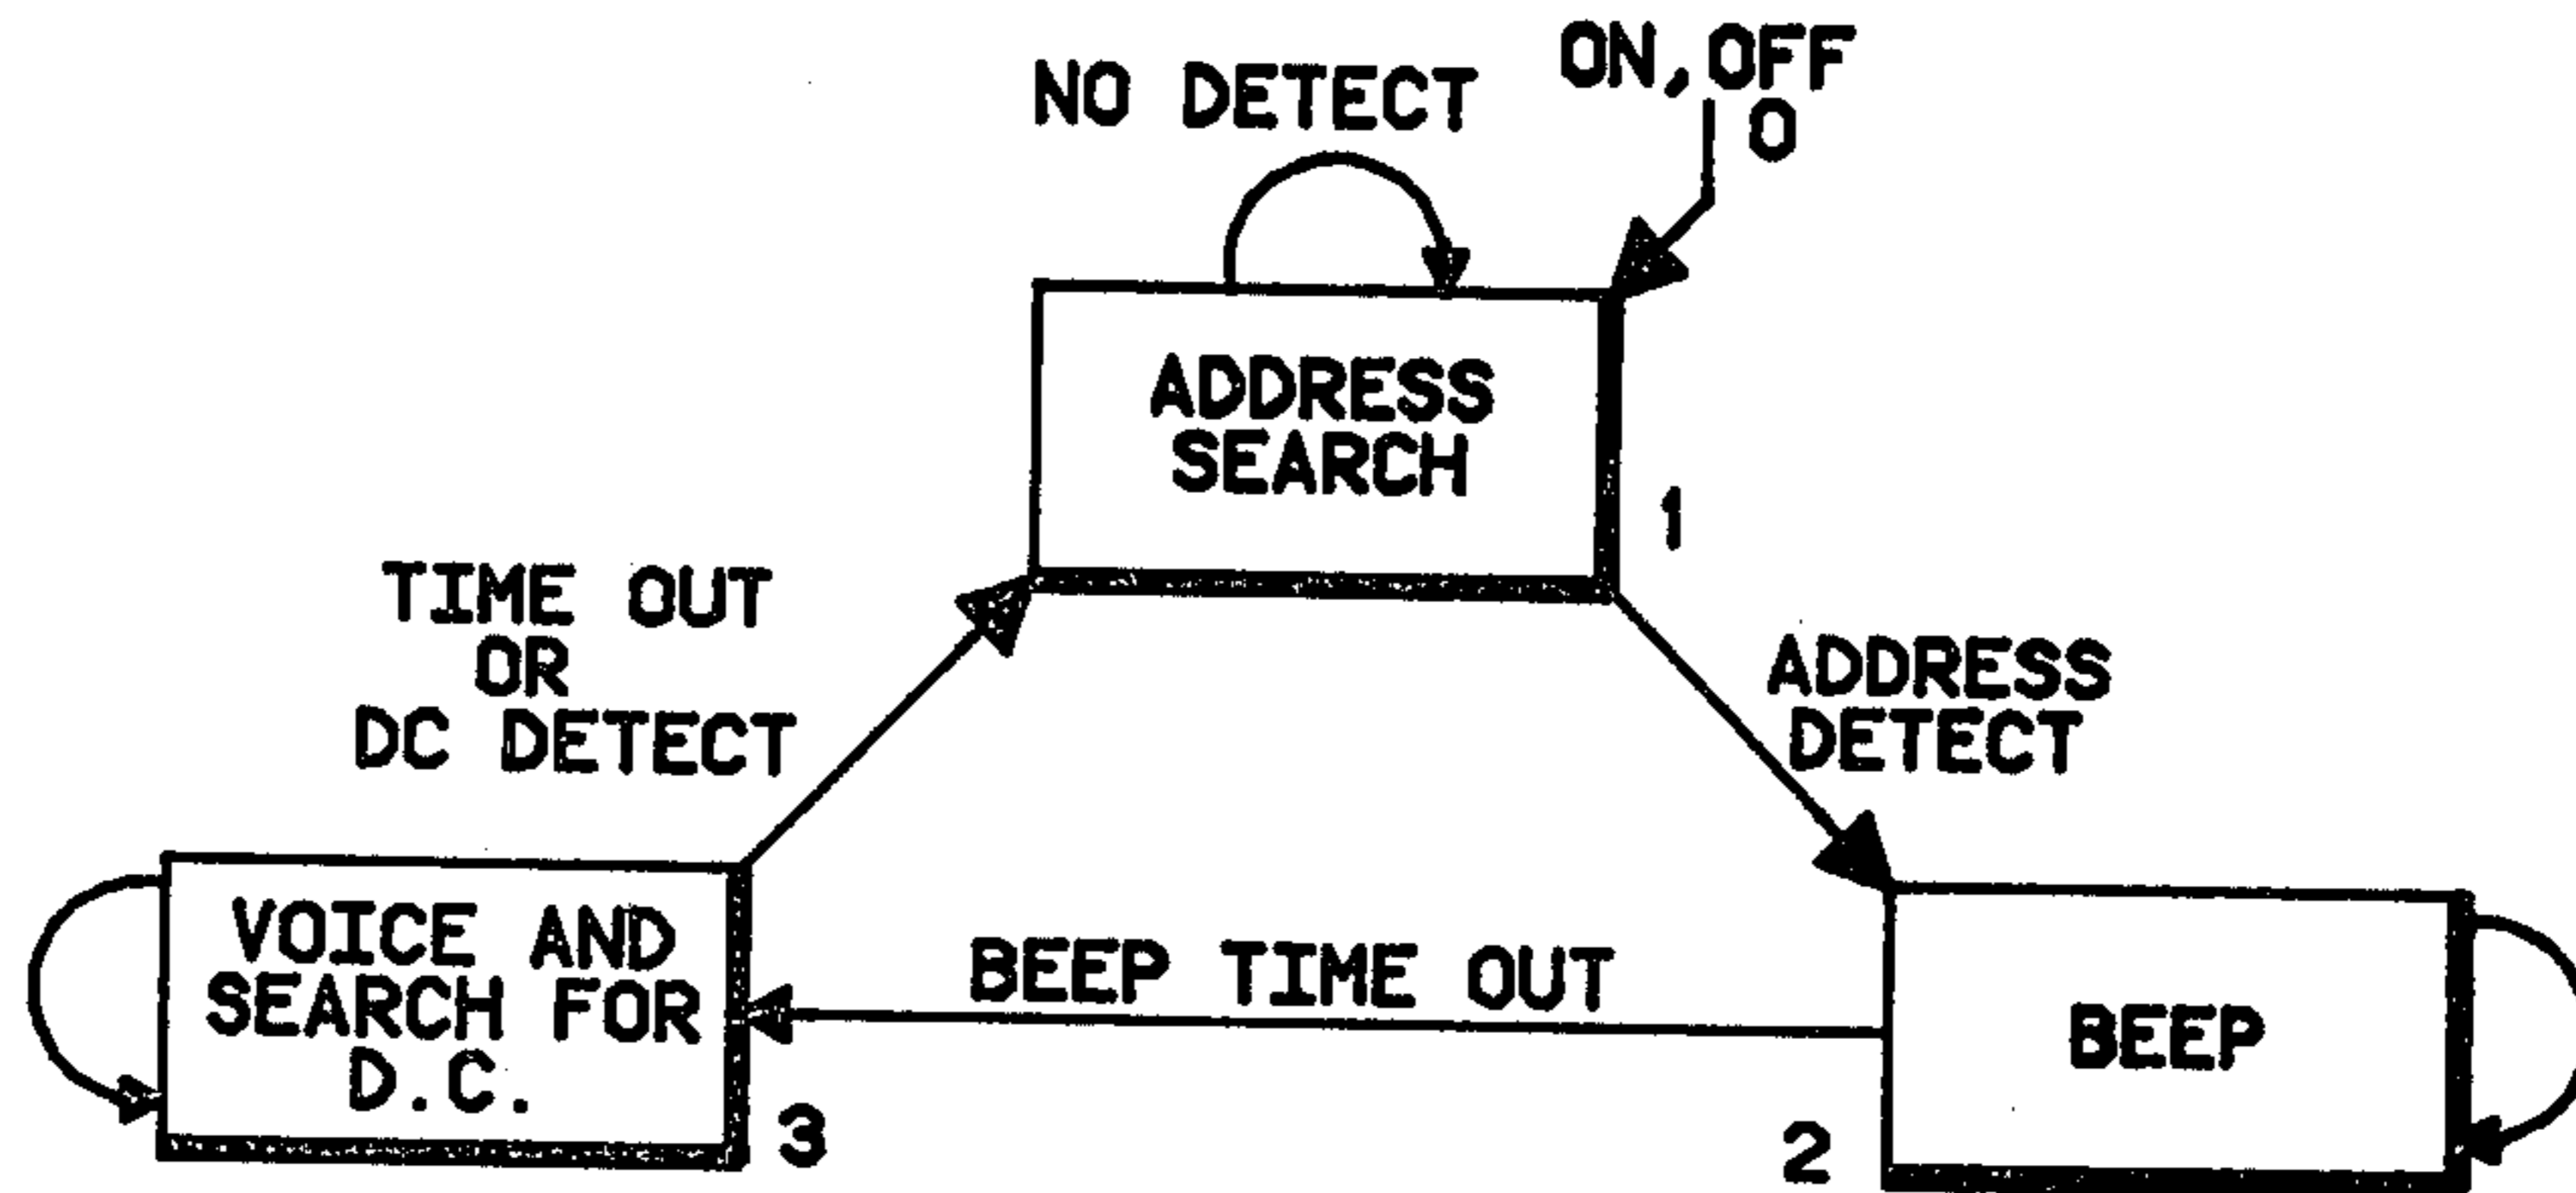 NO DETECT
ON, OFF
0
ADDRESS
SEARCH
1
TIME OUT
OR
DC DETECT
ADDRESS
DETECT
VOICE AND
SEARCH FOR
D.C.
3
BEEP TIME OUT
BEEP
2